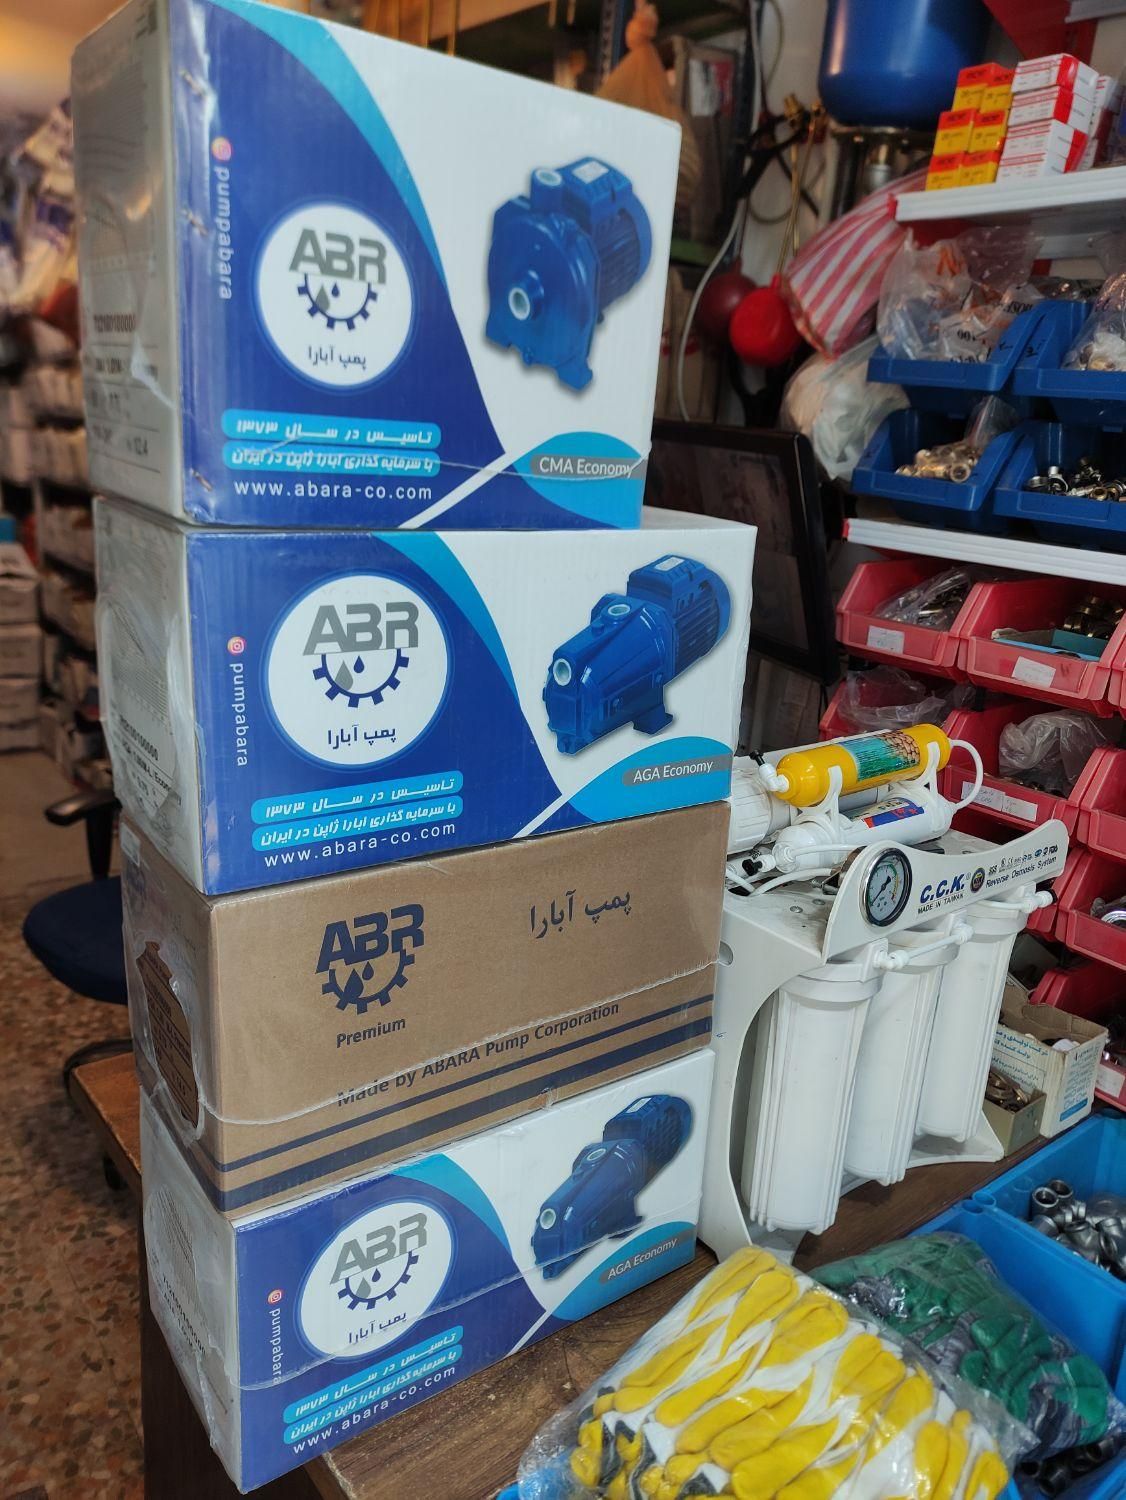 pumpabara
ABR
پمپ آبارا
تاسیس در سال ۱۳۷۳
با سرمایه گذاری ابارا ژاپن در ایران
www.abara-co.com
CMA Economy
pumpabara
ABR
پمپ آبارا
تاسیس در سال ۱۳۷۳
با سرمایه گذاری ابارا ژاپن در ایران
www.abara-co.com
AGA Economy
ABR
Premium
پمپ آبارا
Made by ABARA Pump Corporation
pumpabara
ABR
پمپ آبارا
تاسیس در سال ۱۳۷۳
با سرمایه گذاری ابارا ژاپن در ایران
www.abara-co.com
AGA Economy
C.C.K.®
MADE IN TAIWAN
Reverse Osmosis System